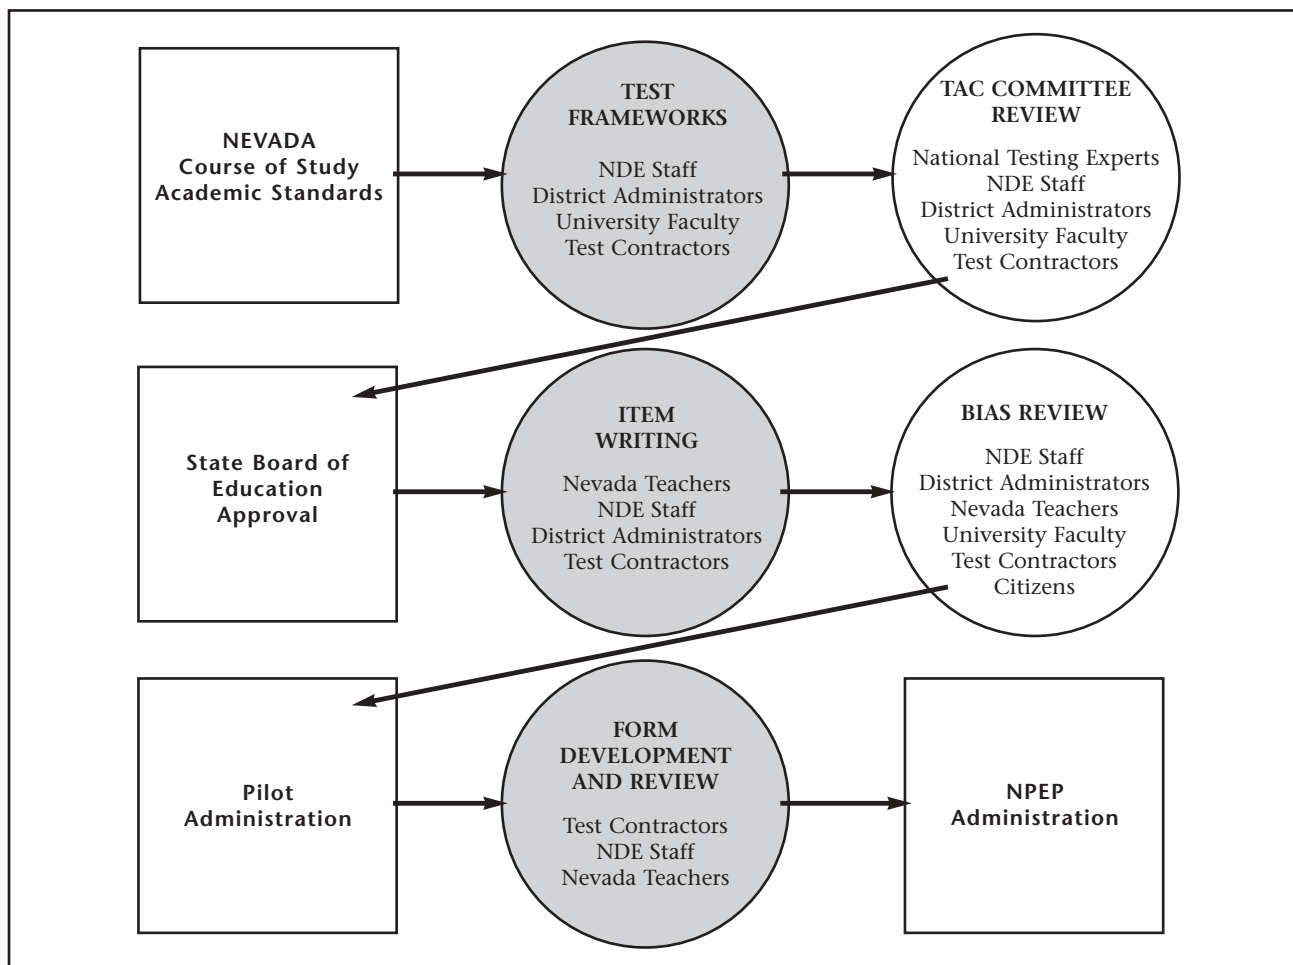 NEVADA
Course of Study
Academic Standards
TEST
FRAMEWORKS
NDE Staff
District Administrators
University Faculty
Test Contractors
TAC COMMITTEE
REVIEW
National Testing Experts
NDE Staff
District Administrators
University Faculty
Test Contractors
State Board of
Education
Approval
ITEM
WRITING
Nevada Teachers
NDE Staff
District Administrators
Test Contractors
BIAS REVIEW
NDE Staff
District Administrators
Nevada Teachers
University Faculty
Test Contractors
Citizens
Pilot
Administration
FORM
DEVELOPMENT
AND REVIEW
Test Contractors
NDE Staff
Nevada Teachers
NPEP
Administration